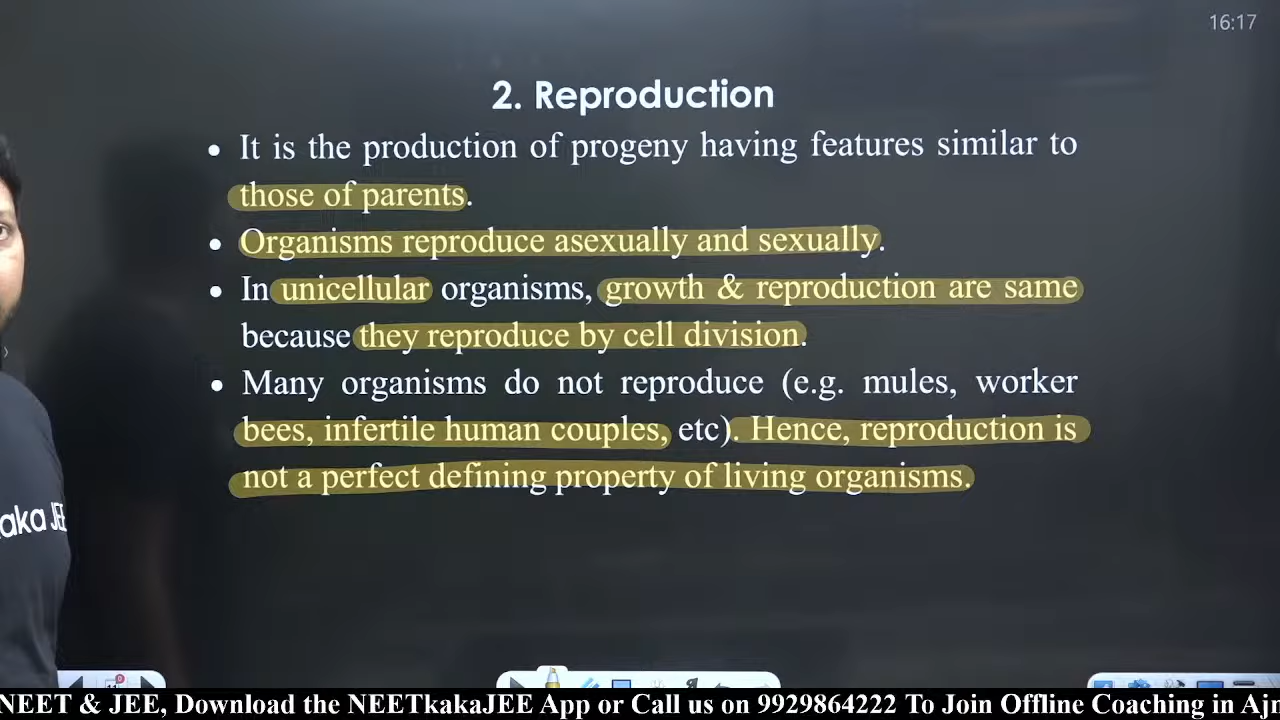 16:17
2. Reproduction
• It is the production of progeny having features similar to
those of parents.
• Organisms reproduce asexually and sexually.
• In unicellular organisms, growth & reproduction are same
because they reproduce by cell division.
• Many organisms do not reproduce (e.g. mules, worker
bees, infertile human couples, etc). Hence, reproduction is
not a perfect defining property of living organisms.
aka JEE
NEET & JEE, Download the NEETkakaJEE App or Call us on 9929864222 To Join Offline Coaching in